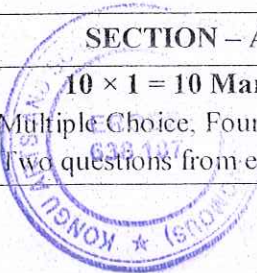 SECTION – A
10 × 1 = 10 Mar
Multiple Choice, Four
Two questions from e
KONGU
638 107